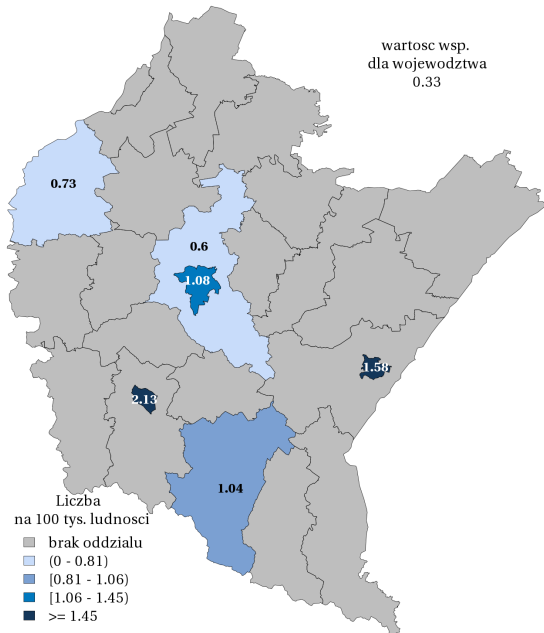 wartosc wsp.
dla wojewodztwa
0.33
0.73
0.6
1.08
1.58
2.13
1.04
Liczba
na 100 tys. ludnosci
brak oddzialu
(0 - 0.81)
[0.81 - 1.06)
[1.06 - 1.45)
>= 1.45